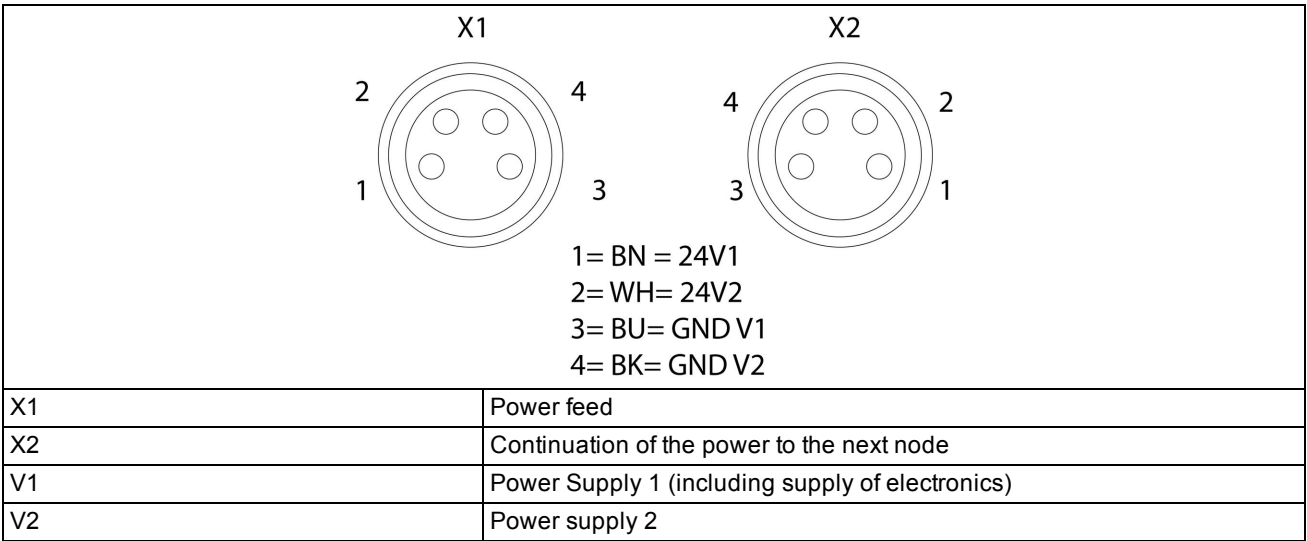 X1 X2
2 4 4 2
1 3 3 1
1= BN = 24V1
2= WH= 24V2
3= BU= GND V1
4= BK= GND V2
X1 Power feed
X2 Continuation of the power to the next node
V1 Power Supply 1 (including supply of electronics)
V2 Power supply 2